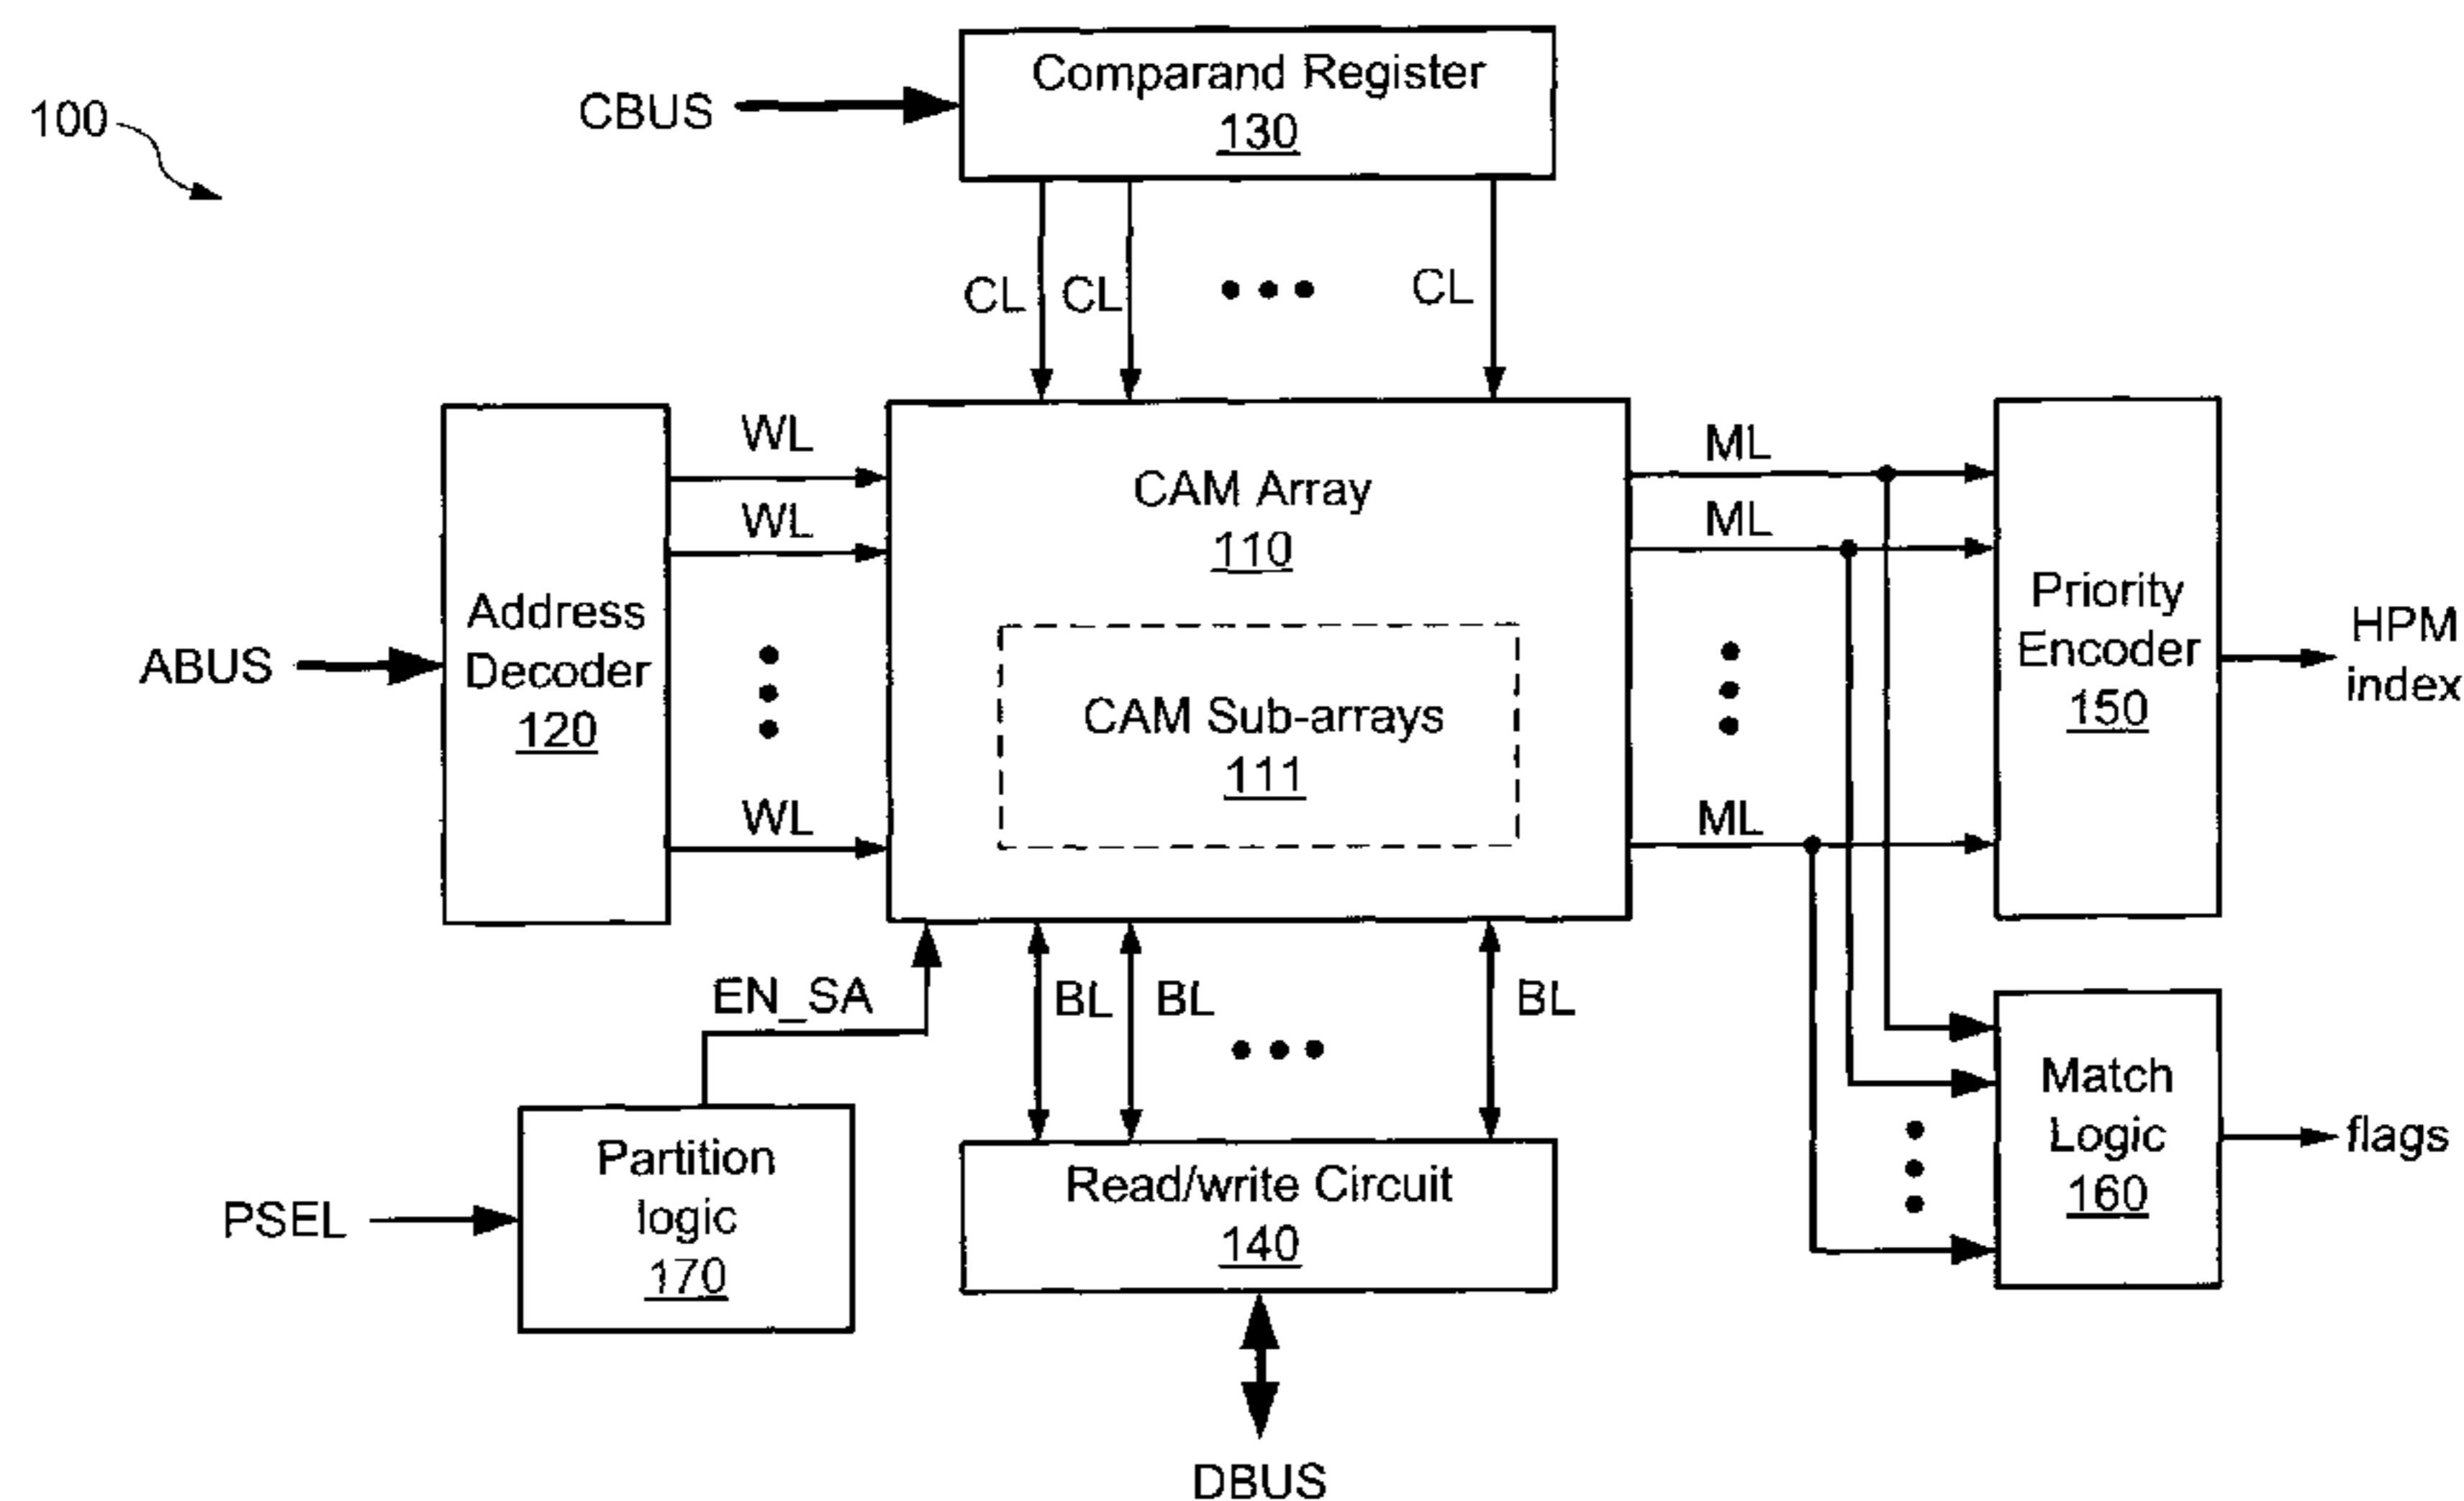 Comparand Register
130
CBUS
100
CL
CL
CL
WL
WL
WL
CAM Array
110
CAM Sub-arrays
111
Address
Decoder
120
ABUS
ML
ML
ML
Priority
Encoder
150
HPM
index
EN_SA
BL
BL
BL
Partition
logic
170
PSEL
Read/write Circuit
140
Match
Logic
160
flags
DBUS